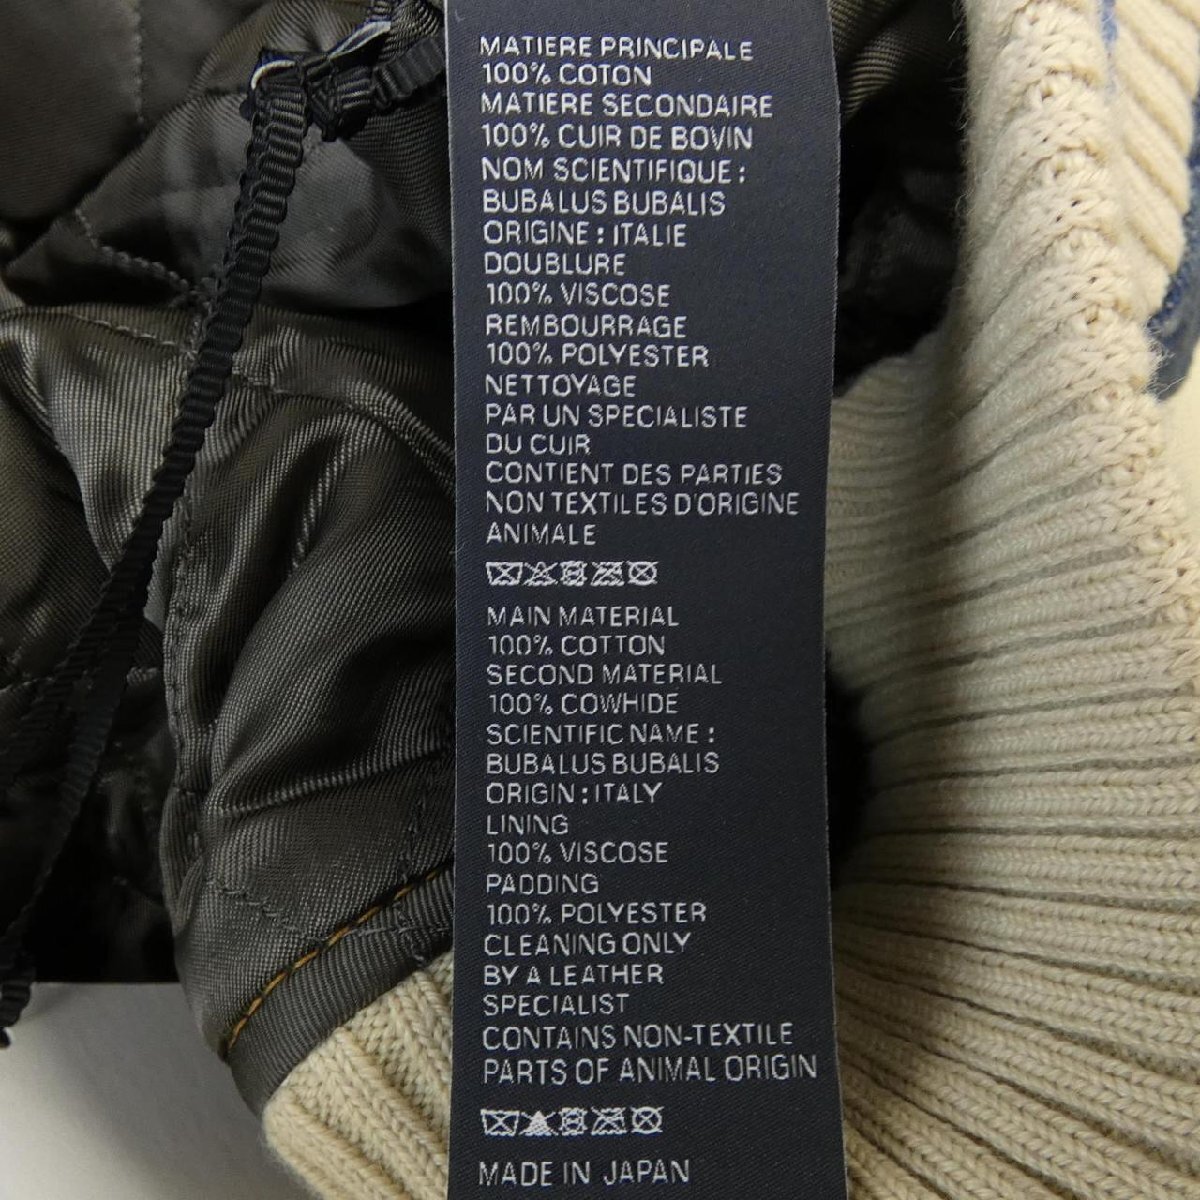 MATIERE PRINCIPALE
100% COTON
MATIERE SECONDAIRE
100% CUIR DE BOVIN
NOM SCIENTIFIQUE :
BUBALUS BUBALIS
ORIGINE : ITALIE
DOUBLURE
100% VISCOSE
REMBOURRAGE
100% POLYESTER
NETTOYAGE
PAR UN SPECIALISTE
DU CUIR
CONTIENT DES PARTIES
NON TEXTILES D'ORIGINE
ANIMALE
MAIN MATERIAL
100% COTTON
SECOND MATERIAL
100% COWHIDE
SCIENTIFIC NAME :
BUBALUS BUBALIS
ORIGIN : ITALY
LINING
100% VISCOSE
PADDING
100% POLYESTER
CLEANING ONLY
BY A LEATHER
SPECIALIST
CONTAINS NON-TEXTILE
PARTS OF ANIMAL ORIGIN
MADE IN JAPAN